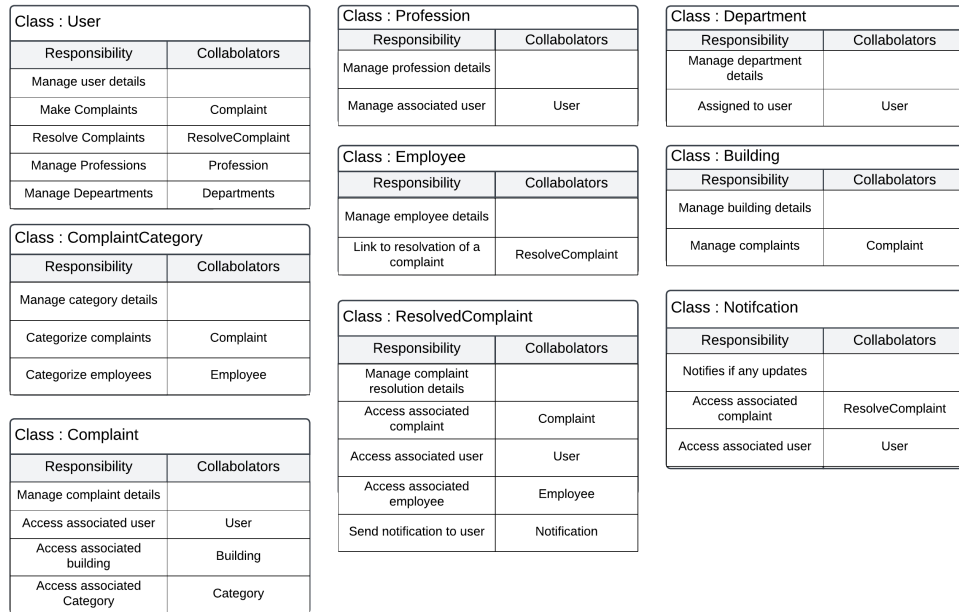 Class : User
Responsibility Collabolators
Manage user details
Make Complaints Complaint
Resolve Complaints ResolveComplaint
Manage Professions Profession
Manage Depeartments Departments
Class : ComplaintCategory
Responsibility Collabolators
Manage category details
Categorize complaints Complaint
Categorize employees Employee
Class : Complaint
Responsibility Collabolators
Manage complaint details
Access associated user User
Access associated
building
Building
Access associated
Category
Category
Class : Profession
Responsibility Collabolators
Manage profession details
Manage associated user User
Class : Employee
Responsibility Collabolators
Manage employee details
Link to resolvation of a
complaint
ResolveComplaint
Class : ResolvedComplaint
Responsibility Collabolators
Manage complaint
resolution details
Access associated
complaint
Complaint
Access associated user User
Access associated
employee
Employee
Send notification to user Notification
Class : Department
Responsibility Collabolators
Manage department
details
Assigned to user User
Class : Building
Responsibility Collabolators
Manage building details
Manage complaints Complaint
Class : Notifcation
Responsibility Collabolators
Notifies if any updates
Access associated
complaint
ResolveComplaint
Access associated user User